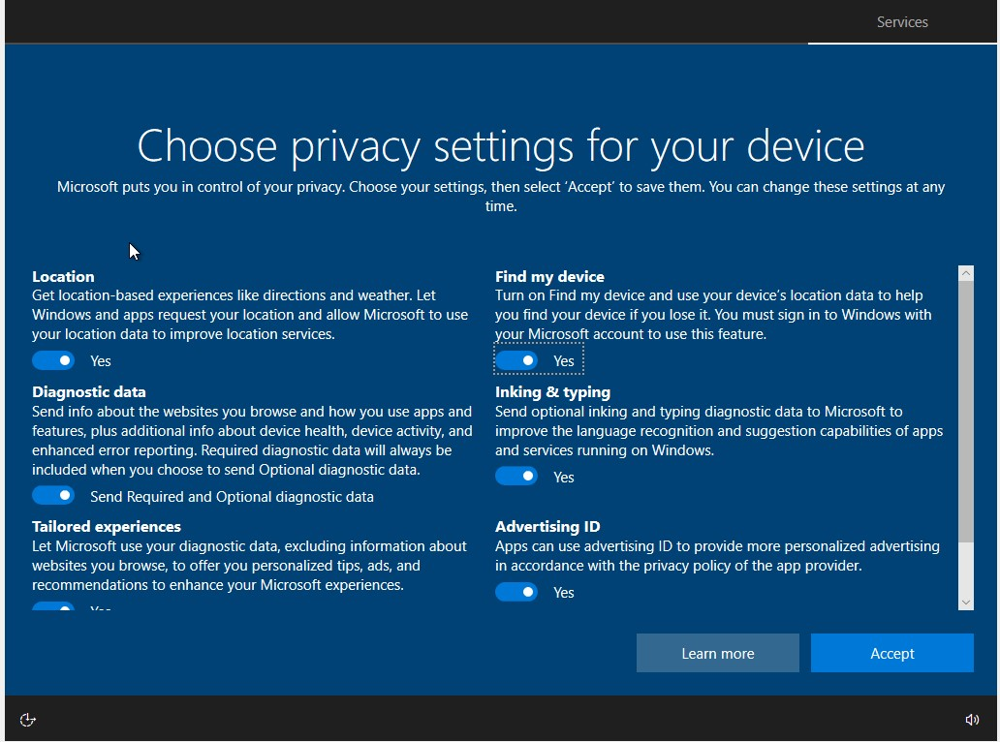 Services
Choose privacy settings for your device
Microsoft puts you in control of your privacy. Choose your settings, then select ‘Accept’ to save them. You can change these settings at any
time.
Location
Get location-based experiences like directions and weather. Let
Windows and apps request your location and allow Microsoft to use
your location data to improve location services.
Yes
Diagnostic data
Send info about the websites you browse and how you use apps and
features, plus additional info about device health, device activity, and
enhanced error reporting. Required diagnostic data will always be
included when you choose to send Optional diagnostic data.
Send Required and Optional diagnostic data
Tailored experiences
Let Microsoft use your diagnostic data, excluding information about
websites you browse, to offer you personalized tips, ads, and
recommendations to enhance your Microsoft experiences.
Yes
Find my device
Turn on Find my device and use your device’s location data to help
you find your device if you lose it. You must sign in to Windows with
your Microsoft account to use this feature.
Yes
Inking & typing
Send optional inking and typing diagnostic data to Microsoft to
improve the language recognition and suggestion capabilities of apps
and services running on Windows.
Yes
Advertising ID
Apps can use advertising ID to provide more personalized advertising
in accordance with the privacy policy of the app provider.
Yes
Learn more
Accept